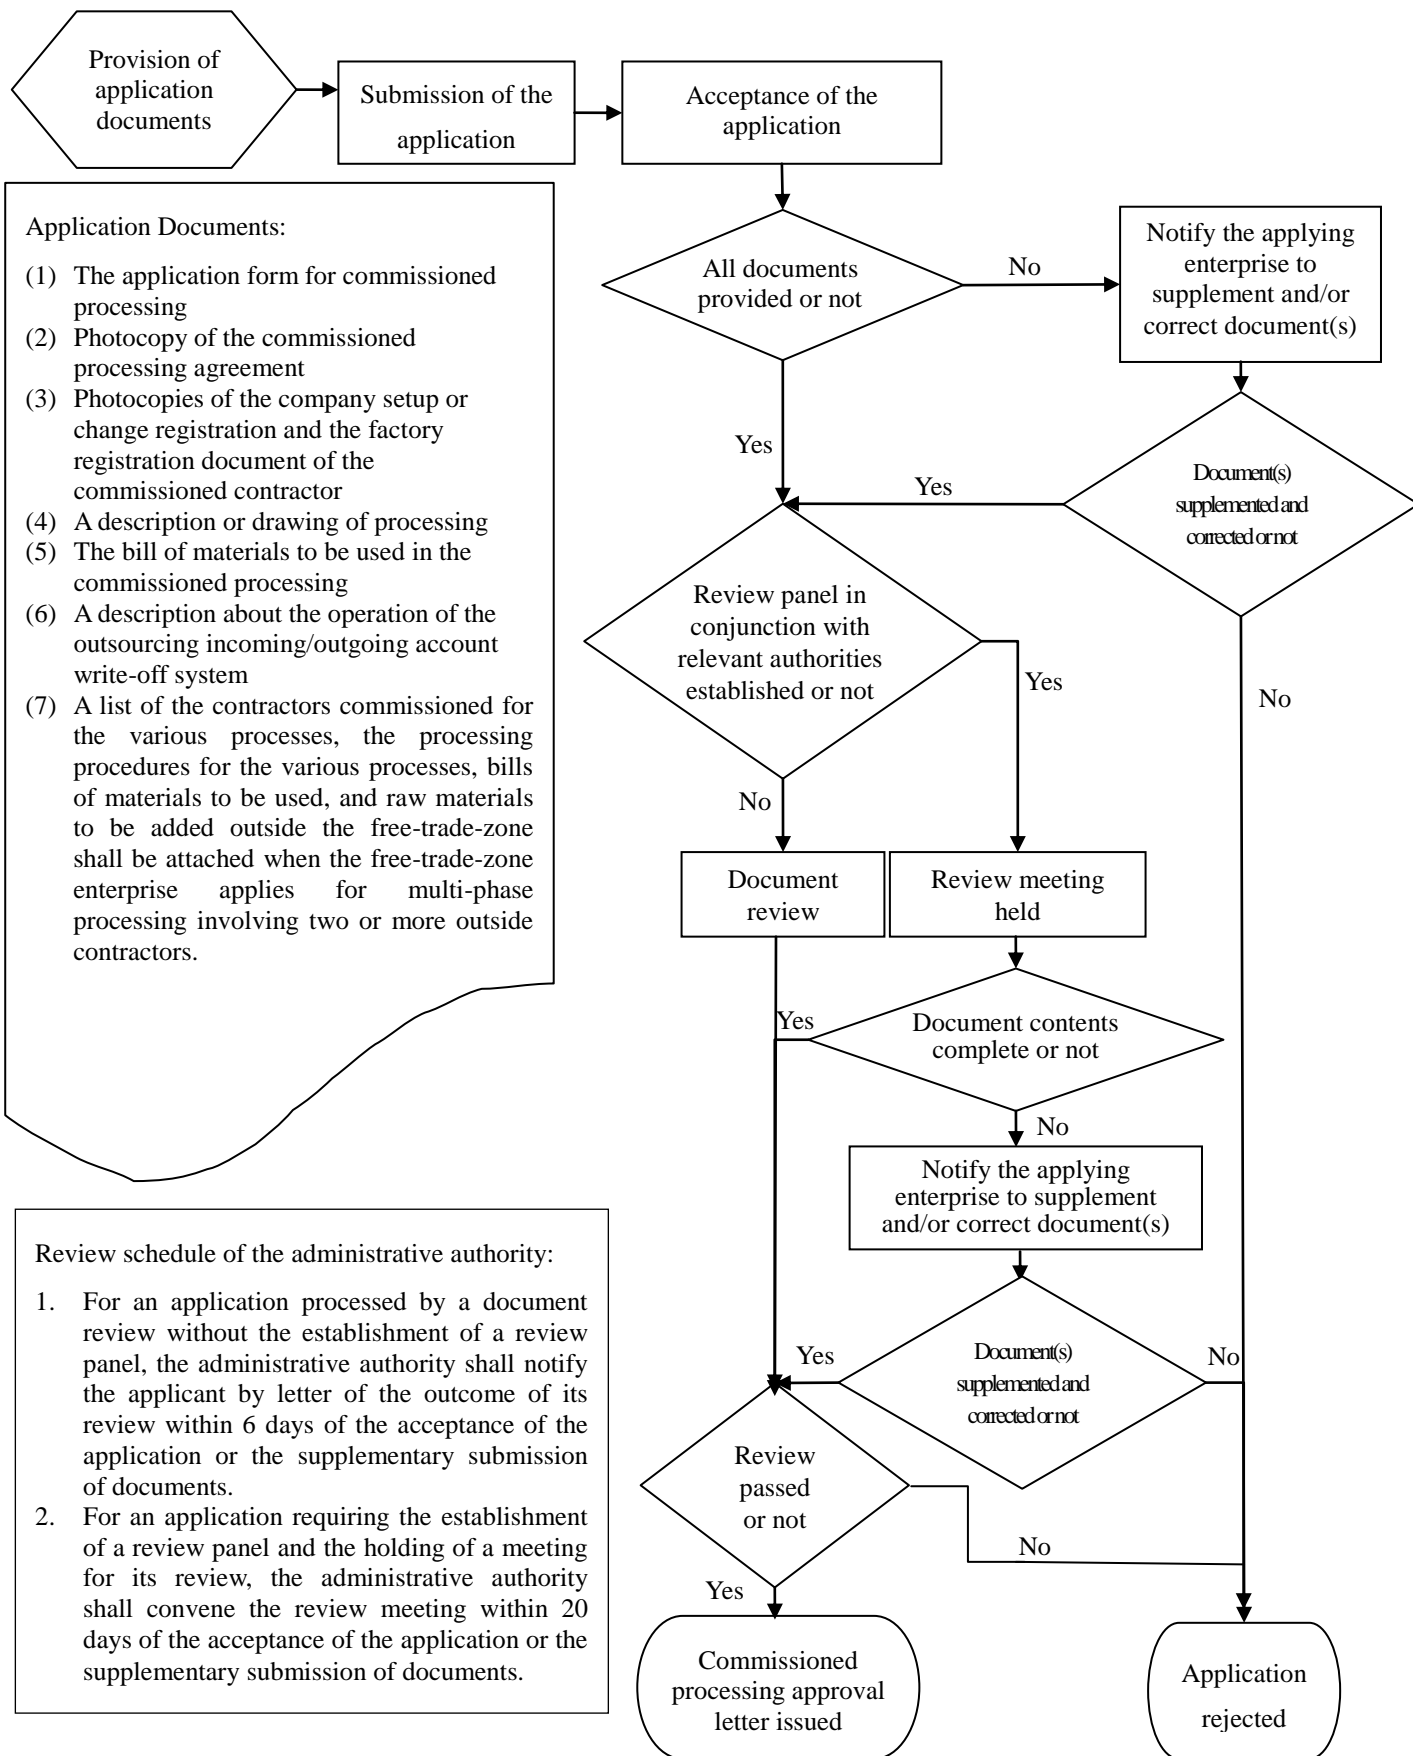 Provision of
application
documents
Submission of the
application
Acceptance of the
application
Application Documents:
(1) The application form for commissioned
processing
(2) Photocopy of the commissioned
processing agreement
(3) Photocopies of the company setup or
change registration and the factory
registration document of the
commissioned contractor
(4) A description or drawing of processing
(5) The bill of materials to be used in the
commissioned processing
(6) A description about the operation of the
outsourcing incoming/outgoing account
write-off system
(7) A list of the contractors commissioned for
the various processes, the processing
procedures for the various processes, bills
of materials to be used, and raw materials
to be added outside the free-trade-zone
shall be attached when the free-trade-zone
enterprise applies for multi-phase
processing involving two or more outside
contractors.
All documents
provided or not
No
Notify the applying
enterprise to
supplement and/or
correct document(s)
Yes
Yes
Document(s)
supplemented and
corrected or not
Review panel in
conjunction with
relevant authorities
established or not
Yes
No
No
Document
review
Review meeting
held
Yes
Document contents
complete or not
No
Notify the applying
enterprise to supplement
and/or correct document(s)
Yes
Document(s)
supplemented and
corrected or not
No
Review
passed
or not
No
Yes
Commissioned
processing approval
letter issued
Application
rejected
Review schedule of the administrative authority:
1. For an application processed by a document
review without the establishment of a review
panel, the administrative authority shall notify
the applicant by letter of the outcome of its
review within 6 days of the acceptance of the
application or the supplementary submission
of documents.
2. For an application requiring the establishment
of a review panel and the holding of a meeting
for its review, the administrative authority
shall convene the review meeting within 20
days of the acceptance of the application or the
supplementary submission of documents.